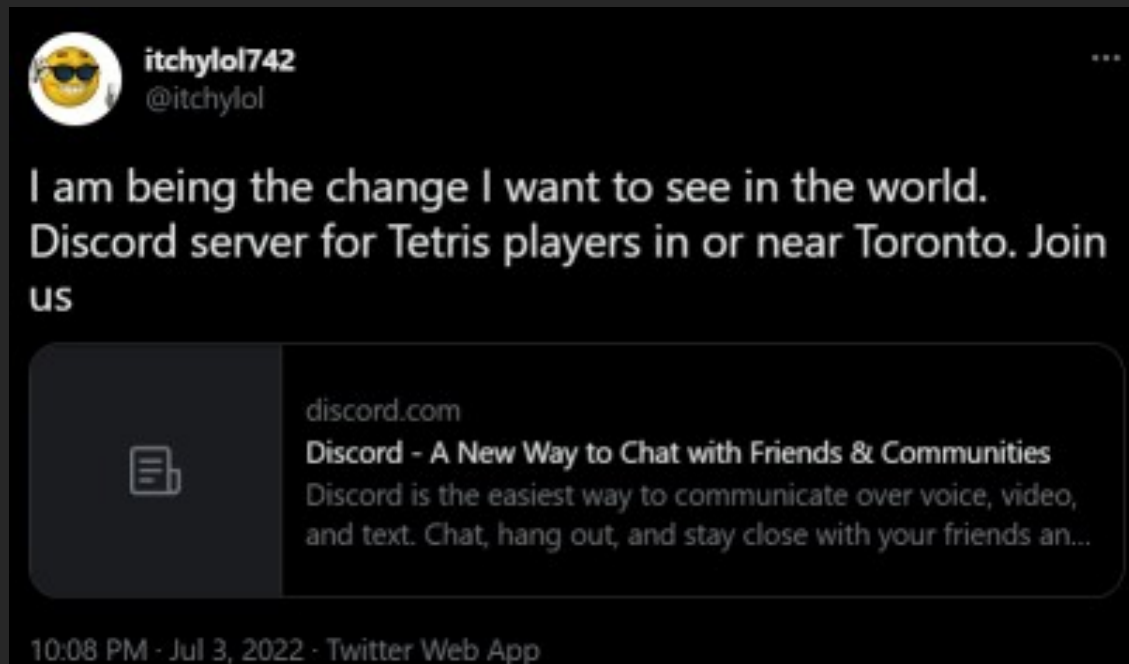 itchylol742
@itchylol
I am being the change I want to see in the world.
Discord server for Tetris players in or near Toronto. Join
us
discord.com
Discord - A New Way to Chat with Friends & Communities
Discord is the easiest way to communicate over voice, video,
and text. Chat, hang out, and stay close with your friends an...
10:08 PM · Jul 3, 2022 · Twitter Web App